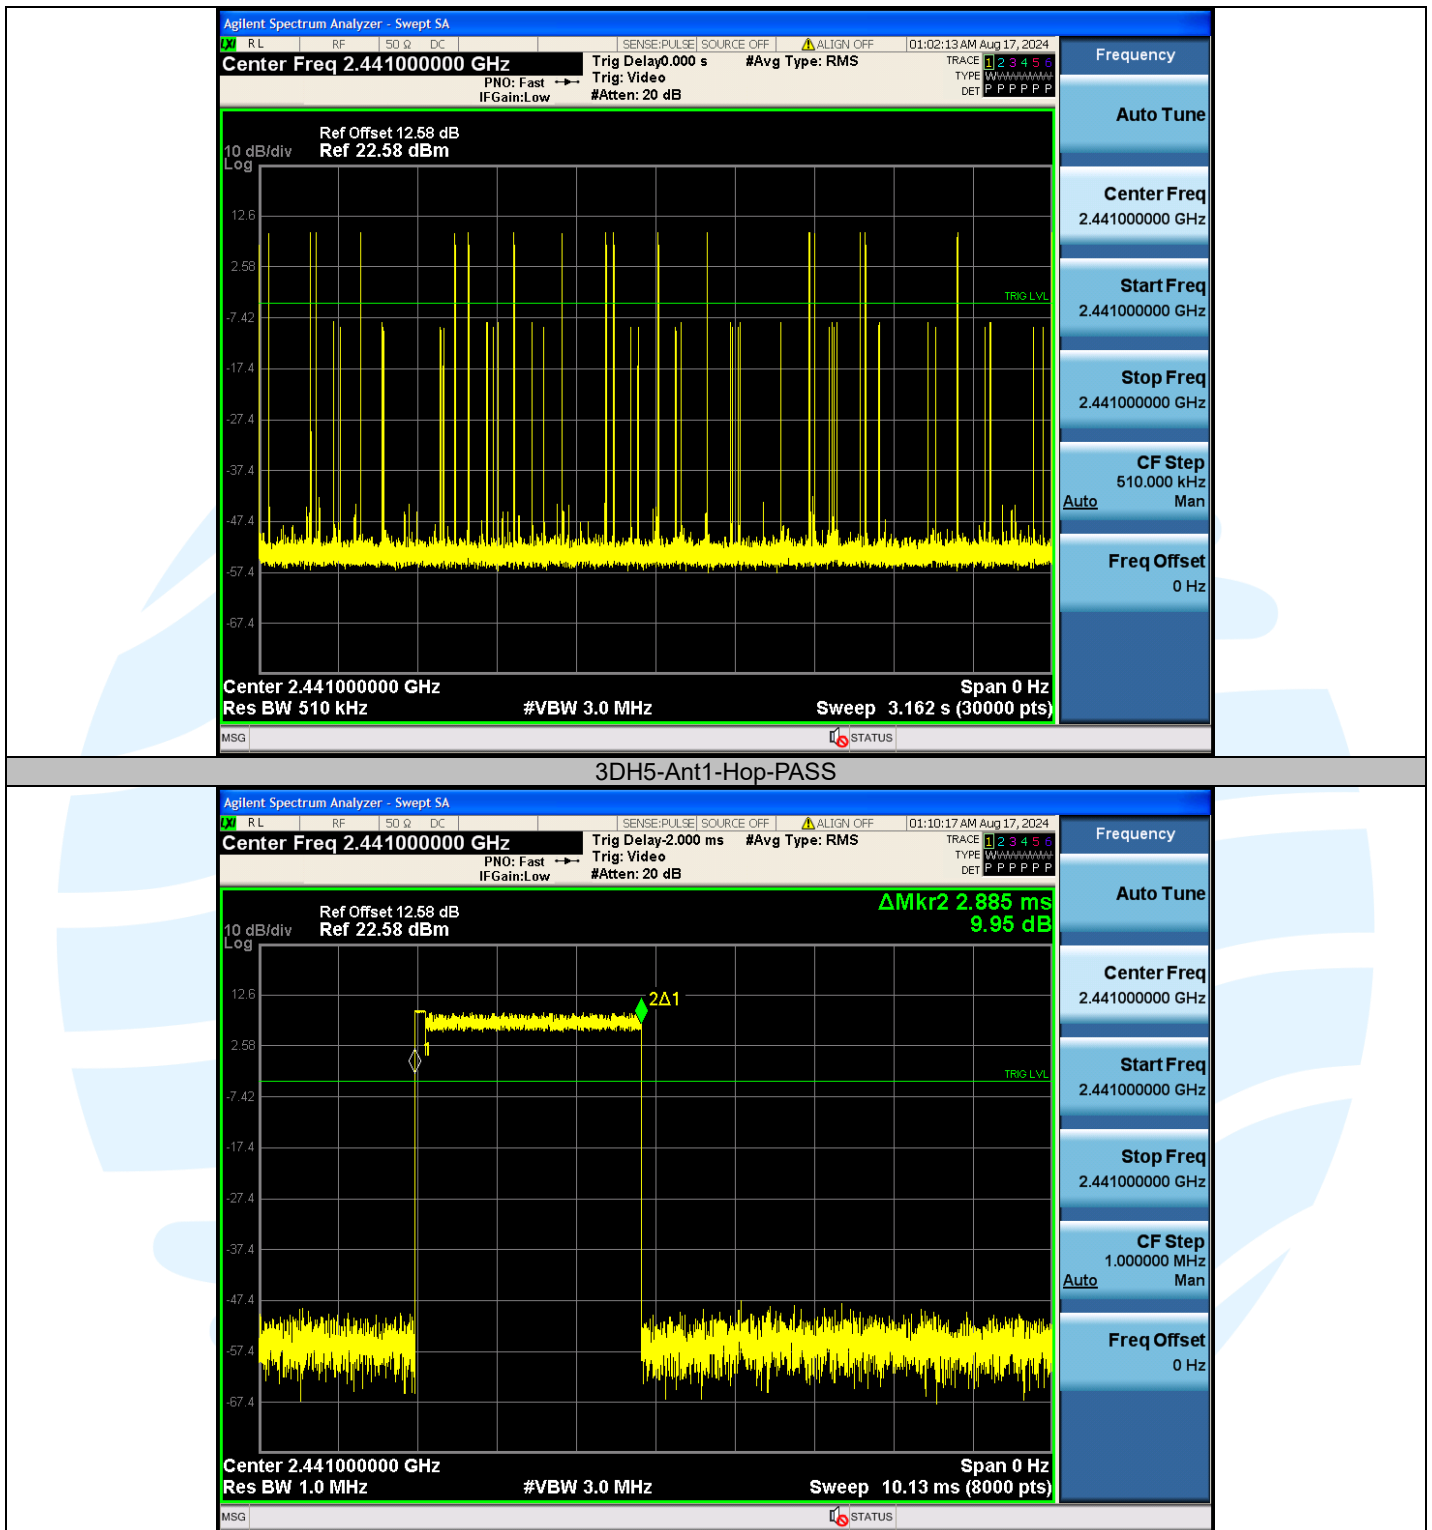 Agilent Spectrum Analyzer - Swept SA
LXI RL RF 50 Ω DC SENSE:PULSE SOURCE OFF ALIGN OFF 01:02:13 AM Aug 17, 2024
Center Freq 2.441000000 GHz
PNO: Fast
IFGain:Low
Trig Delay0.000 s
Trig: Video
#Atten: 20 dB
#Avg Type: RMS
TRACE 1 2 3 4 5 6
TYPE WWWWWW
DET P P P P P P
Ref Offset 12.58 dB
10 dB/div Ref 22.58 dBm
Log
12.6
2.58
TRIG LVL
-7.42
-17.4
-27.4
-37.4
-47.4
-57.4
-67.4
Center 2.441000000 GHz Span 0 Hz
Res BW 510 kHz #VBW 3.0 MHz Sweep 3.162 s (30000 pts)
MSG STATUS
Frequency
Auto Tune
Center Freq
2.441000000 GHz
Start Freq
2.441000000 GHz
Stop Freq
2.441000000 GHz
CF Step
510.000 kHz
Auto Man
Freq Offset
0 Hz
3DH5-Ant1-Hop-PASS
Agilent Spectrum Analyzer - Swept SA
LXI RL RF 50 Ω DC SENSE:PULSE SOURCE OFF ALIGN OFF 01:10:17 AM Aug 17, 2024
Center Freq 2.441000000 GHz
PNO: Fast
IFGain:Low
Trig Delay-2.000 ms
Trig: Video
#Atten: 20 dB
#Avg Type: RMS
TRACE 1 2 3 4 5 6
TYPE WWWWWW
DET P P P P P P
ΔMkr2 2.885 ms
9.95 dB
Ref Offset 12.58 dB
10 dB/div Ref 22.58 dBm
Log
12.6
2Δ1
2.58
1
TRIG LVL
-7.42
-17.4
-27.4
-37.4
-47.4
-57.4
-67.4
Center 2.441000000 GHz Span 0 Hz
Res BW 1.0 MHz #VBW 3.0 MHz Sweep 10.13 ms (8000 pts)
MSG STATUS
Frequency
Auto Tune
Center Freq
2.441000000 GHz
Start Freq
2.441000000 GHz
Stop Freq
2.441000000 GHz
CF Step
1.000000 MHz
Auto Man
Freq Offset
0 Hz